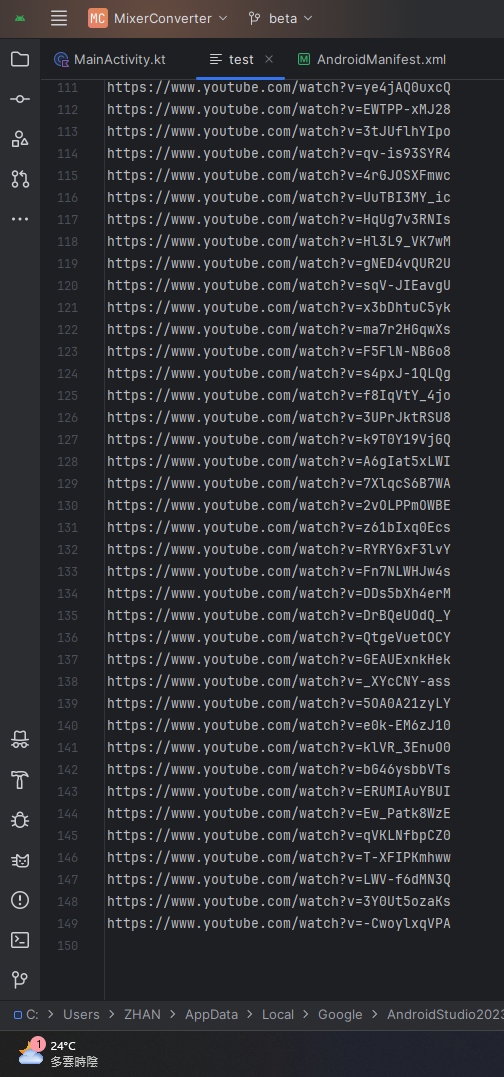 MC MixerConverter beta
MainActivity.kt test AndroidManifest.xml
111 https://www.youtube.com/watch?v=ye4jAQ0uxcQ
112 https://www.youtube.com/watch?v=EWTPP-xMJ28
113 https://www.youtube.com/watch?v=3tJUflhYIpo
114 https://www.youtube.com/watch?v=qv-is93SYR4
115 https://www.youtube.com/watch?v=4rGJOSXFmwc
116 https://www.youtube.com/watch?v=UuTBI3MY_ic
117 https://www.youtube.com/watch?v=HqUg7v3RNIs
118 https://www.youtube.com/watch?v=Hl3L9_VK7wM
119 https://www.youtube.com/watch?v=gNED4vQUR2U
120 https://www.youtube.com/watch?v=sqV-JIEavgU
121 https://www.youtube.com/watch?v=x3bDhtuC5yk
122 https://www.youtube.com/watch?v=ma7r2HGqwXs
123 https://www.youtube.com/watch?v=F5FlN-NBGo8
124 https://www.youtube.com/watch?v=s4pxJ-1QLQg
125 https://www.youtube.com/watch?v=f8IqVtY_4jo
126 https://www.youtube.com/watch?v=3UPrJktRSU8
127 https://www.youtube.com/watch?v=k9T0Y19VjGQ
128 https://www.youtube.com/watch?v=A6gIat5xLWI
129 https://www.youtube.com/watch?v=7XlqcS6B7WA
130 https://www.youtube.com/watch?v=2vOLPPmOWBE
131 https://www.youtube.com/watch?v=z61bIxq0Ecs
132 https://www.youtube.com/watch?v=RYRYGxF3lvY
133 https://www.youtube.com/watch?v=Fn7NLWHJw4s
134 https://www.youtube.com/watch?v=DDs5bXh4erM
135 https://www.youtube.com/watch?v=DrBQeUOdQ_Y
136 https://www.youtube.com/watch?v=QtgeVuetOCY
137 https://www.youtube.com/watch?v=GEAUExnkHek
138 https://www.youtube.com/watch?v=_XYcCNY-ass
139 https://www.youtube.com/watch?v=5OA0A21zyLY
140 https://www.youtube.com/watch?v=e0k-EM6zJ10
141 https://www.youtube.com/watch?v=klVR_3EnuO0
142 https://www.youtube.com/watch?v=bG46ysbbVTs
143 https://www.youtube.com/watch?v=ERUMIAuYBUI
144 https://www.youtube.com/watch?v=Ew_Patk8WzE
145 https://www.youtube.com/watch?v=qVKLNfbpCZ0
146 https://www.youtube.com/watch?v=T-XFIPKmhww
147 https://www.youtube.com/watch?v=LWV-f6dMN3Q
148 https://www.youtube.com/watch?v=3Y0Ut5ozaKs
149 https://www.youtube.com/watch?v=-CwoylxqVPA
150
C: > Users > ZHAN > AppData > Local > Google > AndroidStudio2023
1 24°C
多雲時陰